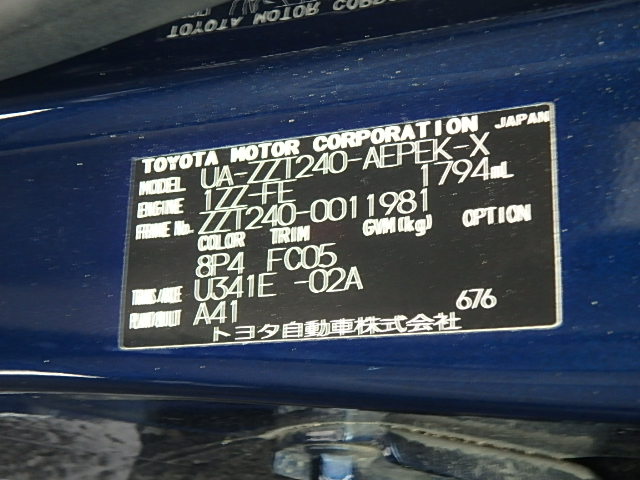 TOYOTA MOTOR CORPORATION JAPAN
MODEL UA-ZZT240-AEPEK-X
ENGINE 1ZZ-FE 1794mL
FRAME No. ZZT240-0011981
COLOR TRIM GVM(kg) OPTION
8P4 FC05
TRANS/AXLE U341E -02A
PLANT/BUILT A41 676
トヨタ自動車株式会社